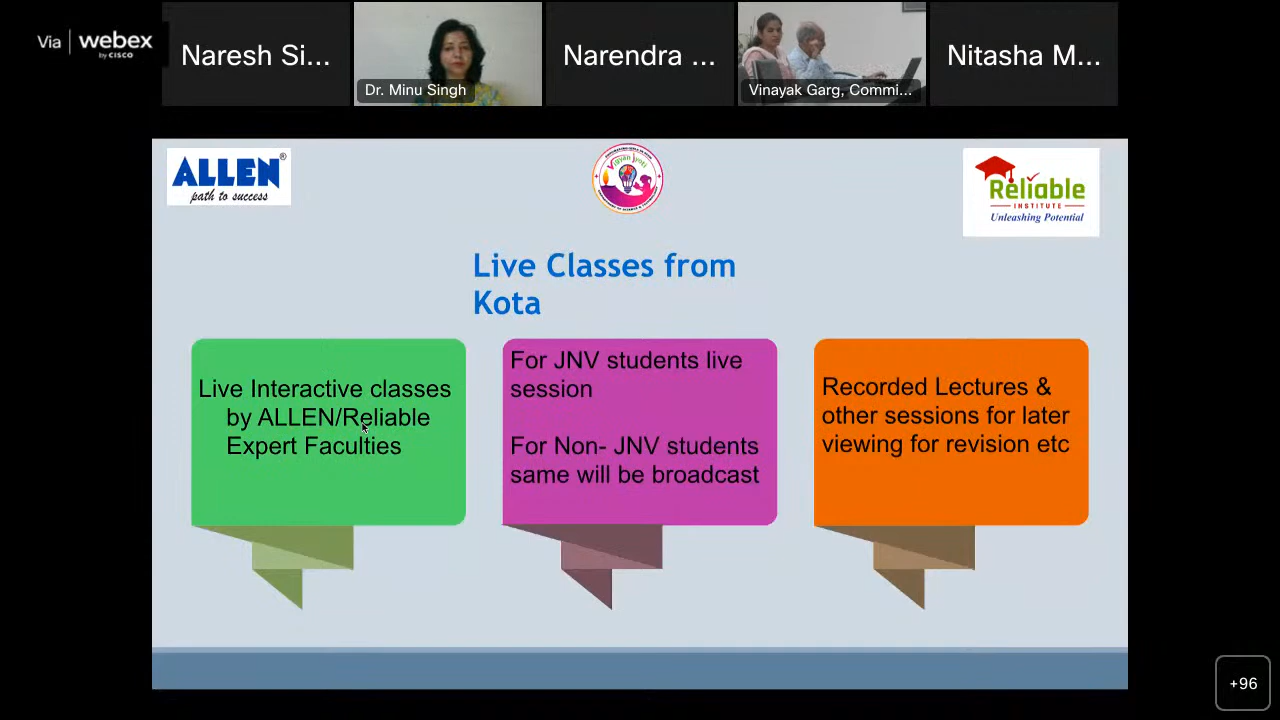 Via | webex
by CISCO
Naresh Si...
Dr. Minu Singh
Narendra ...
Vinayak Garg, Commi...
Nitasha M...
ALLEN®
path to success
Vigyan Jyoti
Reliable
INSTITUTE
Unleashing Potential
Live Classes from
Kota
Live Interactive classes
by ALLEN/Reliable
Expert Faculties
For JNV students live
session
For Non- JNV students
same will be broadcast
Recorded Lectures &
other sessions for later
viewing for revision etc
+96